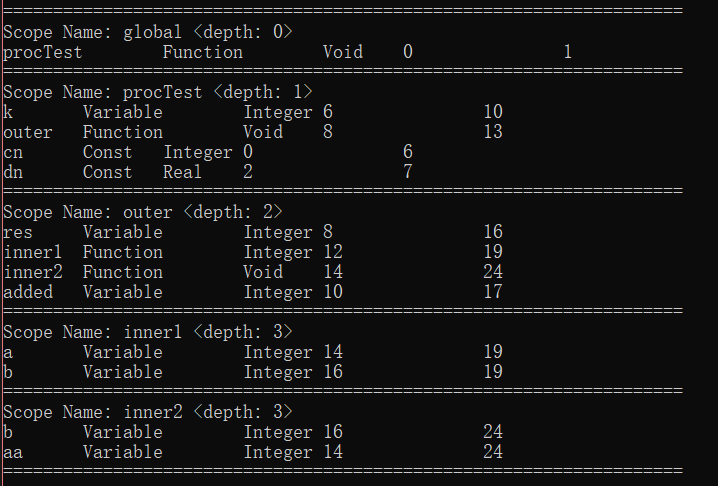 =====================================================================
Scope Name: global <depth: 0>
procTest        Function        Void    0               1
=====================================================================
Scope Name: procTest <depth: 1>
k       Variable        Integer 6               10
outer   Function        Void    8               13
cn      Const   Integer 0               6
dn      Const   Real    2               7
=====================================================================
Scope Name: outer <depth: 2>
res     Variable        Integer 8               16
inner1  Function        Integer 12              19
inner2  Function        Void    14              24
added   Variable        Integer 10              17
=====================================================================
Scope Name: inner1 <depth: 3>
a       Variable        Integer 14              19
b       Variable        Integer 16              19
=====================================================================
Scope Name: inner2 <depth: 3>
b       Variable        Integer 16              24
aa      Variable        Integer 14              24
=====================================================================